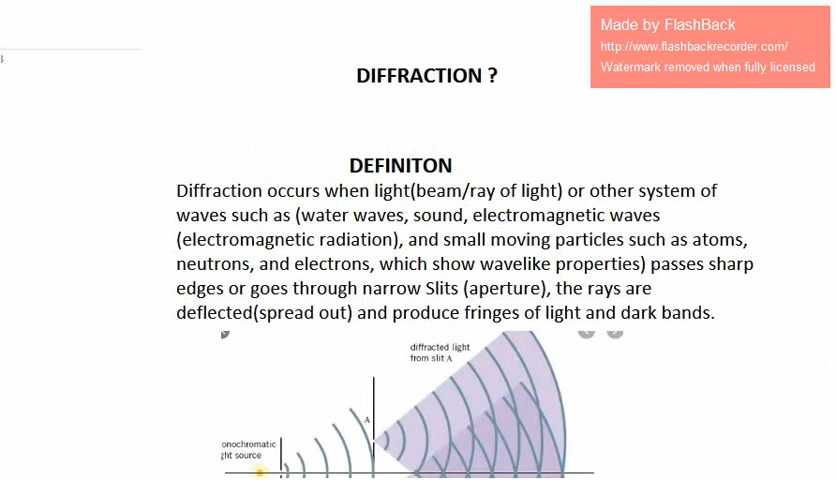 Made by FlashBack
http://www.flashbackrecorder.com/
Watermark removed when fully licensed
3
DIFFRACTION ?
DEFINITON
Diffraction occurs when light(beam/ray of light) or other system of
waves such as (water waves, sound, electromagnetic waves
(electromagnetic radiation), and small moving particles such as atoms,
neutrons, and electrons, which show wavelike properties) passes sharp
edges or goes through narrow Slits (aperture), the rays are
deflected(spread out) and produce fringes of light and dark bands.
diffracted light
from slit A
A
onochromatic
ght source